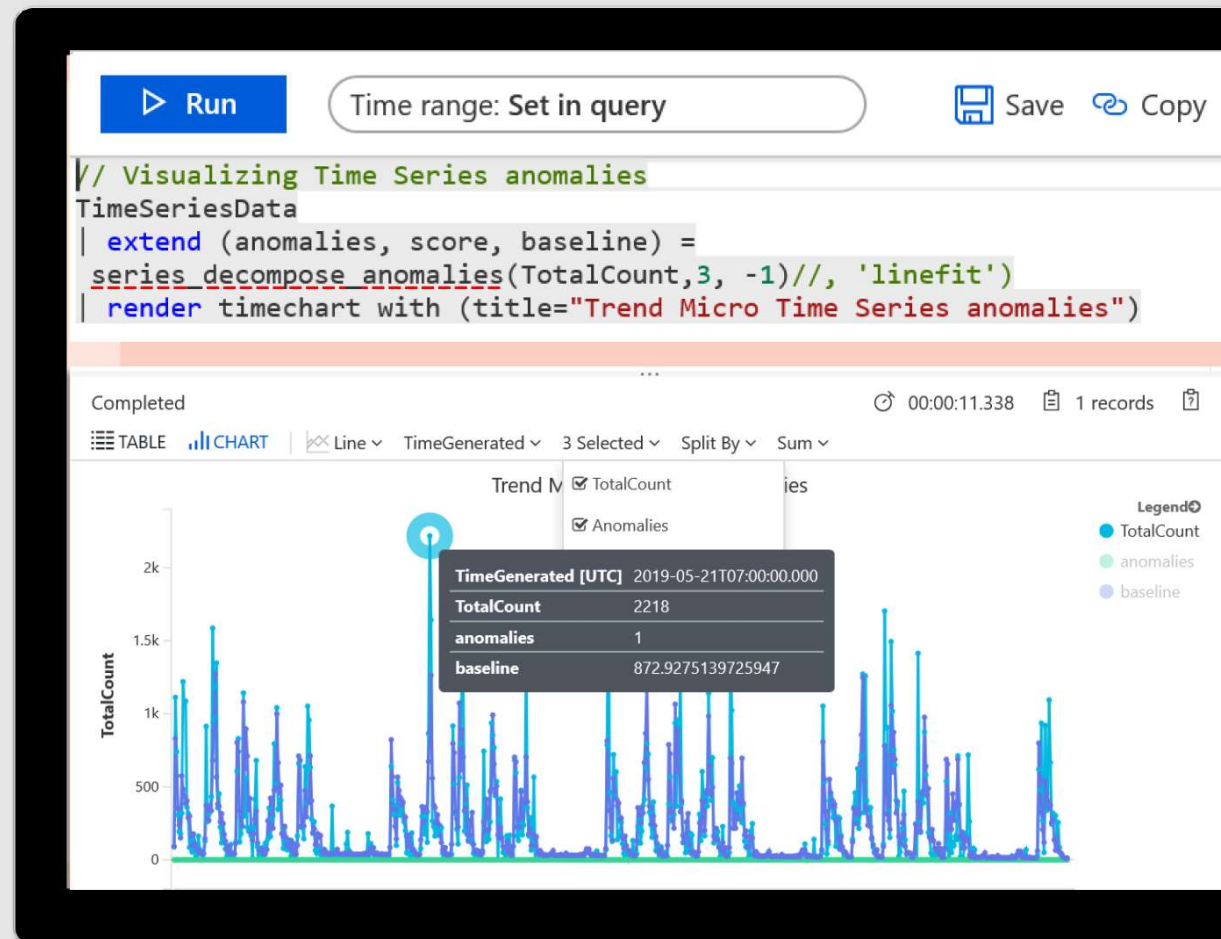 Run
Time range: Set in query
Save
Copy
// Visualizing Time Series anomalies
TimeSeriesData
| extend (anomalies, score, baseline) =
series_decompose_anomalies(TotalCount,3, -1)//, 'linefit')
| render timechart with (title="Trend Micro Time Series anomalies")
...
Completed
00:00:11.338
1 records
TABLE
CHART
Line
TimeGenerated
3 Selected
Split By
Sum
Trend M
ies
TotalCount
Anomalies
Legend
TotalCount
anomalies
baseline
TimeGenerated [UTC] 2019-05-21T07:00:00.000
TotalCount 2218
anomalies 1
baseline 872.9275139725947
TotalCount
2k
1.5k
1k
500
0